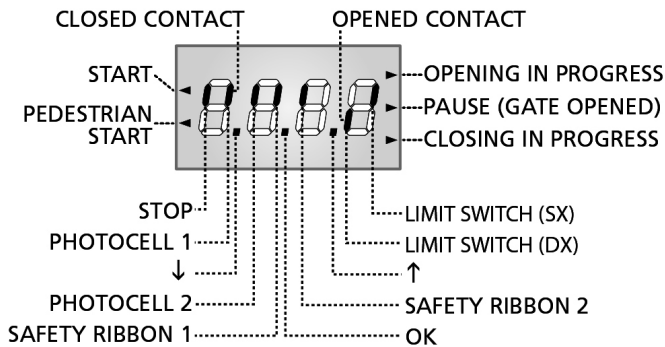 CLOSED CONTACT
OPENED CONTACT
START
OPENING IN PROGRESS
PEDESTRIAN
START
PAUSE (GATE OPENED)
CLOSING IN PROGRESS
STOP
LIMIT SWITCH (SX)
PHOTOCELL 1
LIMIT SWITCH (DX)
↓
↑
PHOTOCELL 2
SAFETY RIBBON 2
SAFETY RIBBON 1
OK